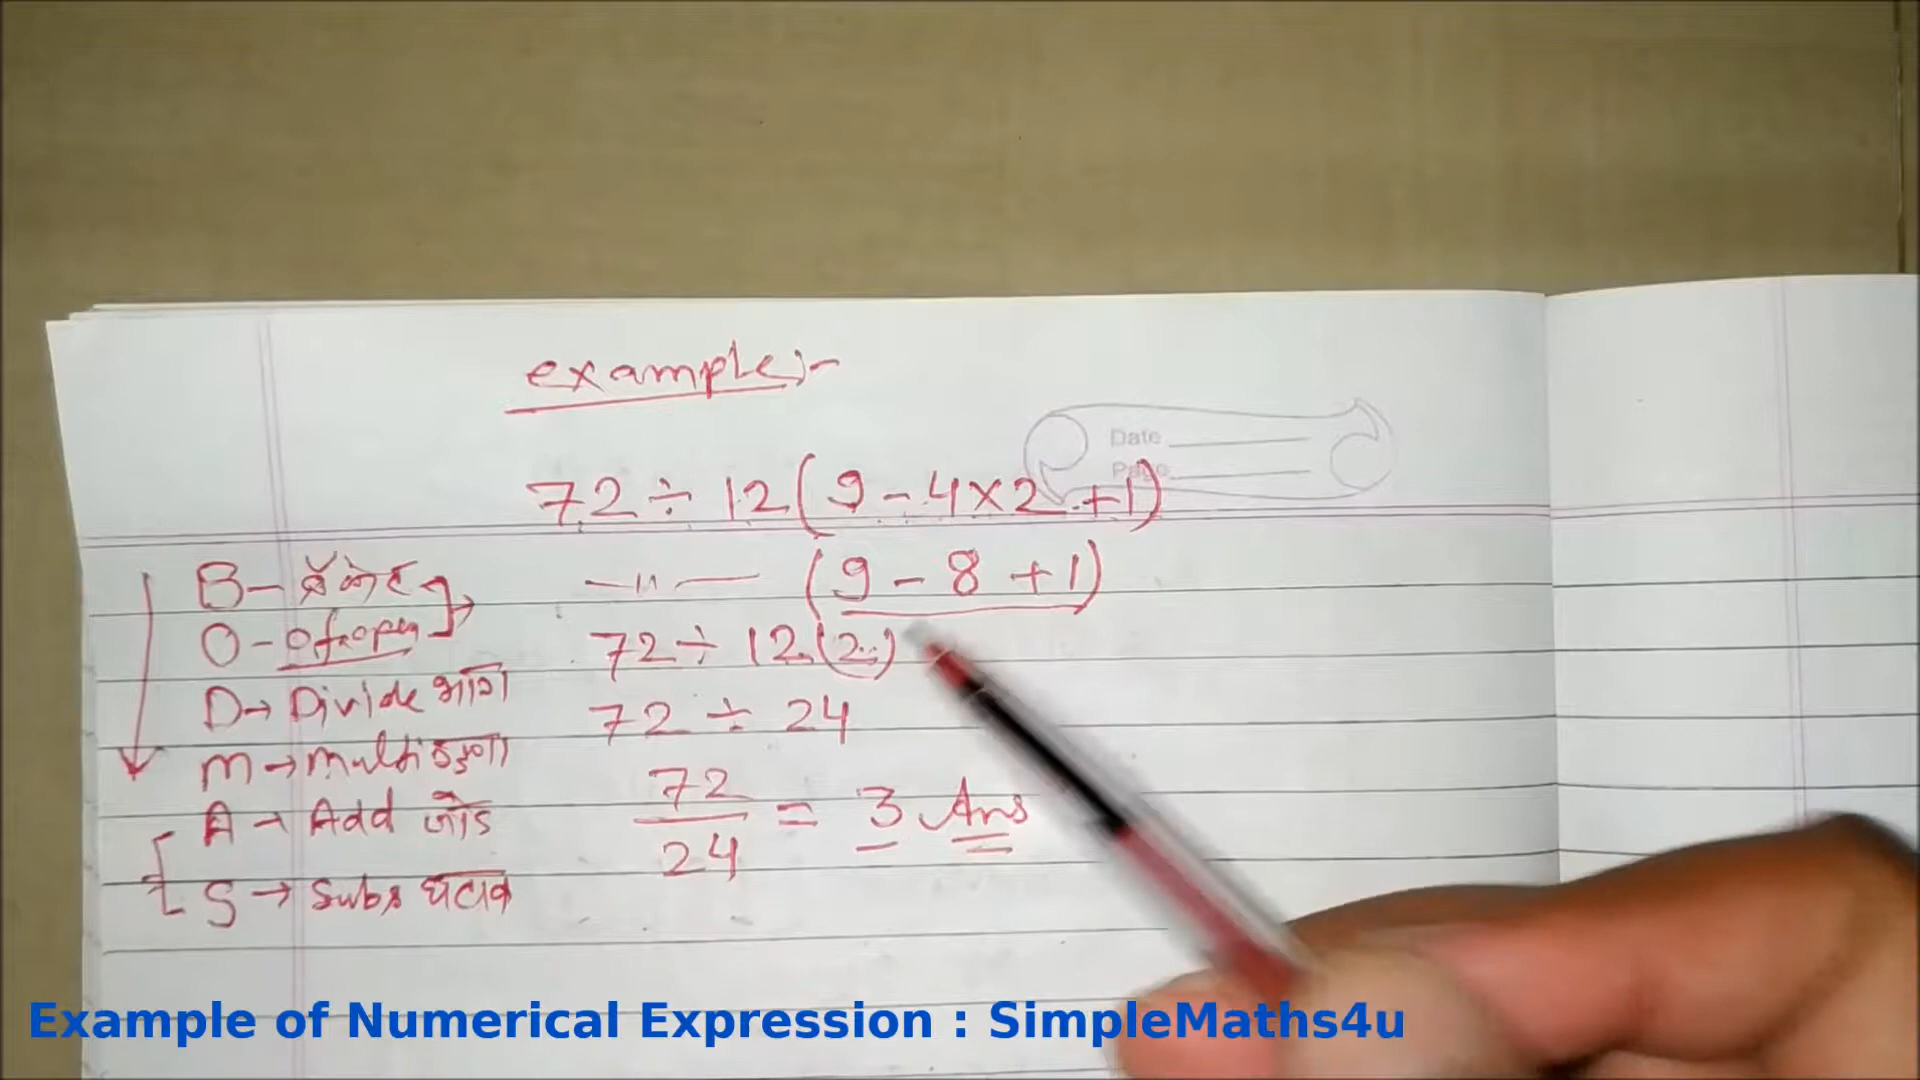 example:-
Date
Page
72 ÷ 12(9 - 4×2 +1)
—"— (9 - 8 + 1)
72 ÷ 12(2)
72 ÷ 24
72
24
= 3 Ans
B- ब्रैकेट
O- of open
D→ Divide भाग
M→ multi गुणा
A→ Add जोड
S→ Subs घटाव
Example of Numerical Expression : SimpleMaths4u